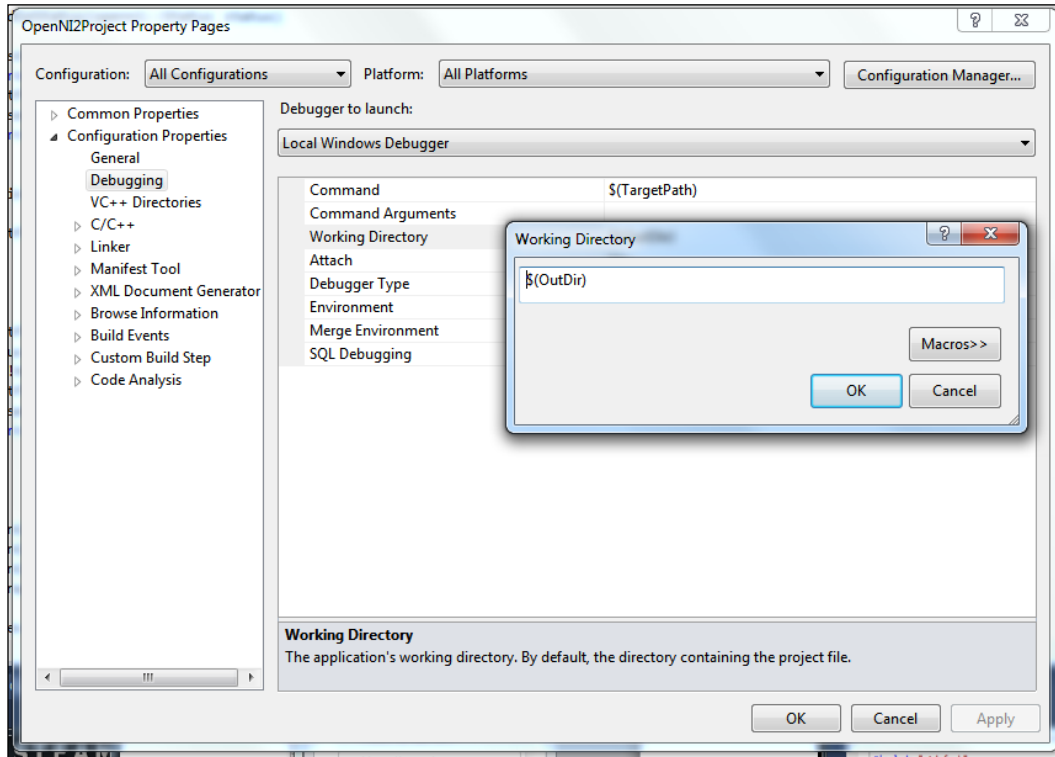 OpenNI2Project Property Pages
Configuration: All Configurations Platform: All Platforms Configuration Manager...
Common Properties
Configuration Properties
General
Debugging
VC++ Directories
C/C++
Linker
Manifest Tool
XML Document Generator
Browse Information
Build Events
Custom Build Step
Code Analysis
Debugger to launch:
Local Windows Debugger
Command $(TargetPath)
Command Arguments
Working Directory
Attach
Debugger Type
Environment
Merge Environment
SQL Debugging
Working Directory
$(OutDir)
Macros>>
OK Cancel
Working Directory
The application's working directory. By default, the directory containing the project file.
OK Cancel Apply
STEAM